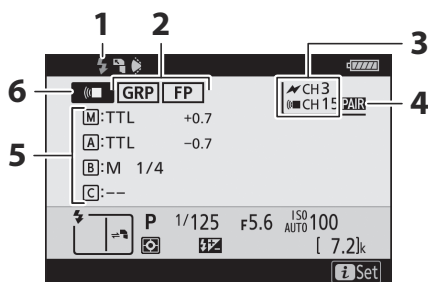 1
2
3
6
GRP FP
CH 3
CH 15 PAIR
4
5
M:TTL +0.7
A:TTL −0.7
B:M 1/4
C:--
P 1/125 F5.6 ISO AUTO 100
[ 7.2]k
i Set